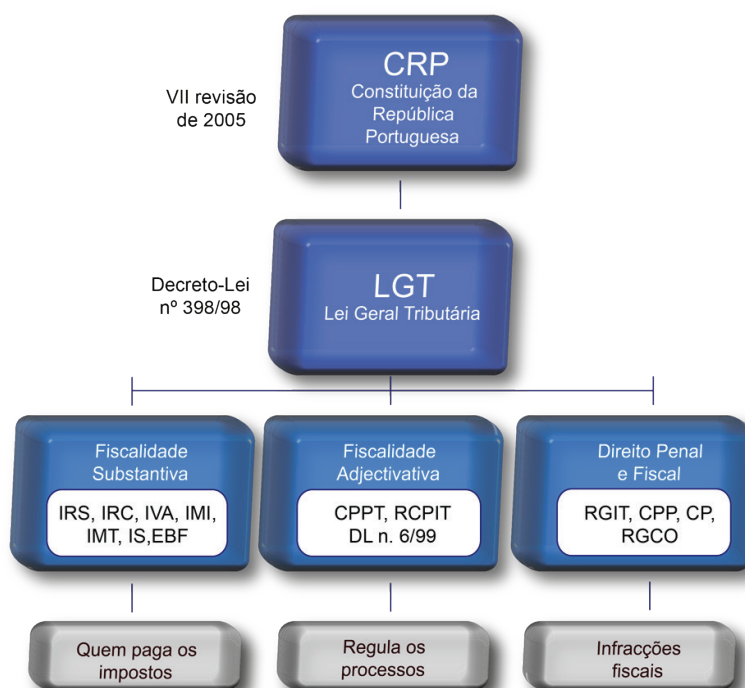 CRP
Constituição da
República
Portuguesa
VII revisão
de 2005
LGT
Lei Geral Tributária
Decreto-Lei
nº 398/98
Fiscalidade
Substantiva
IRS, IRC, IVA, IMI,
IMT, IS,EBF
Fiscalidade
Adjectivativa
CPPT, RCPIT
DL n. 6/99
Direito Penal
e Fiscal
RGIT, CPP, CP,
RGCO
Quem paga os
impostos
Regula os
processos
Infracções
fiscais